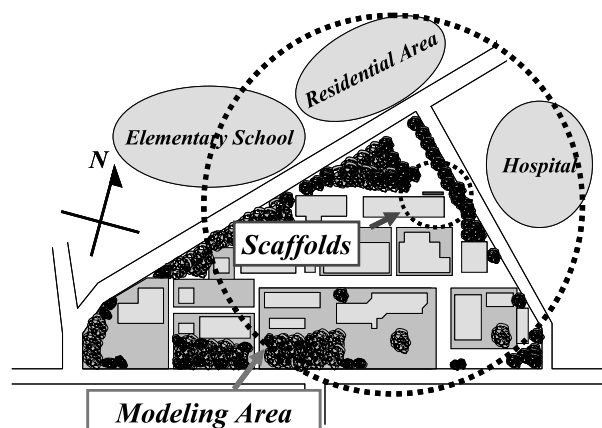 Residential Area
Elementary School
N
Hospital
Scaffolds
Modeling Area